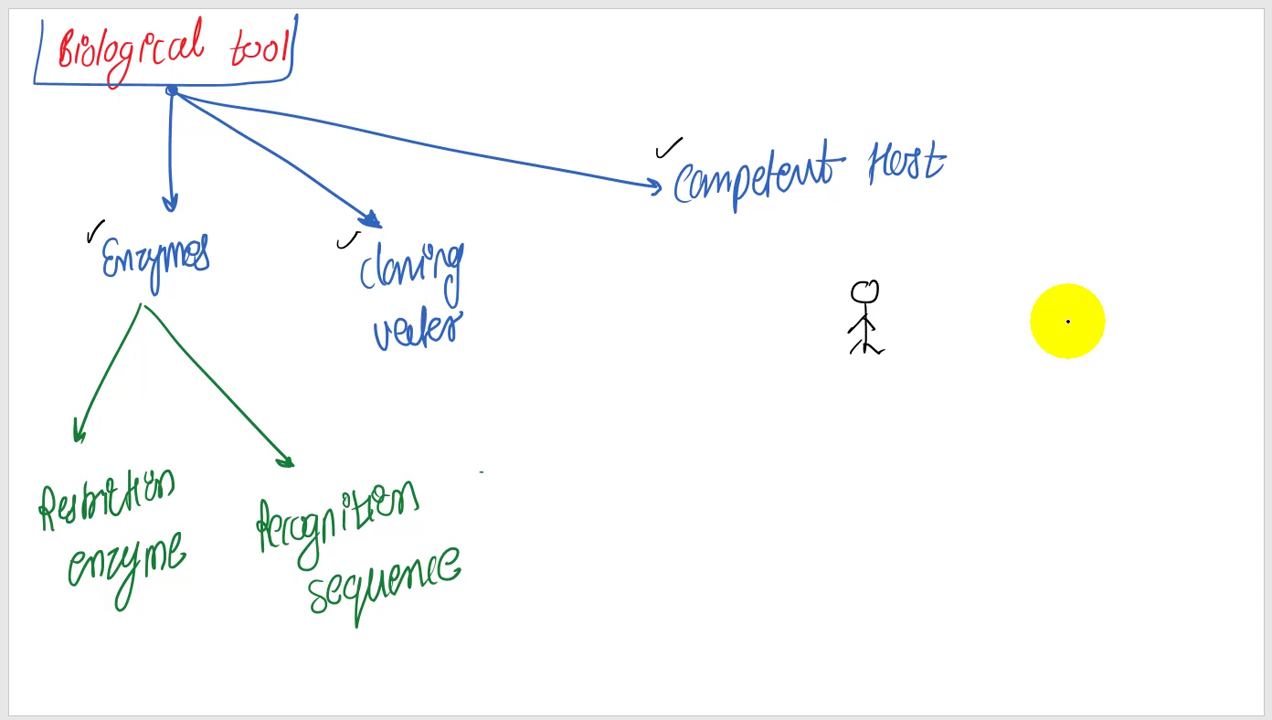 Biological tool
Competent Host
Enzymes
Cloning
vector
Restriction
enzyme
Recognition
sequence